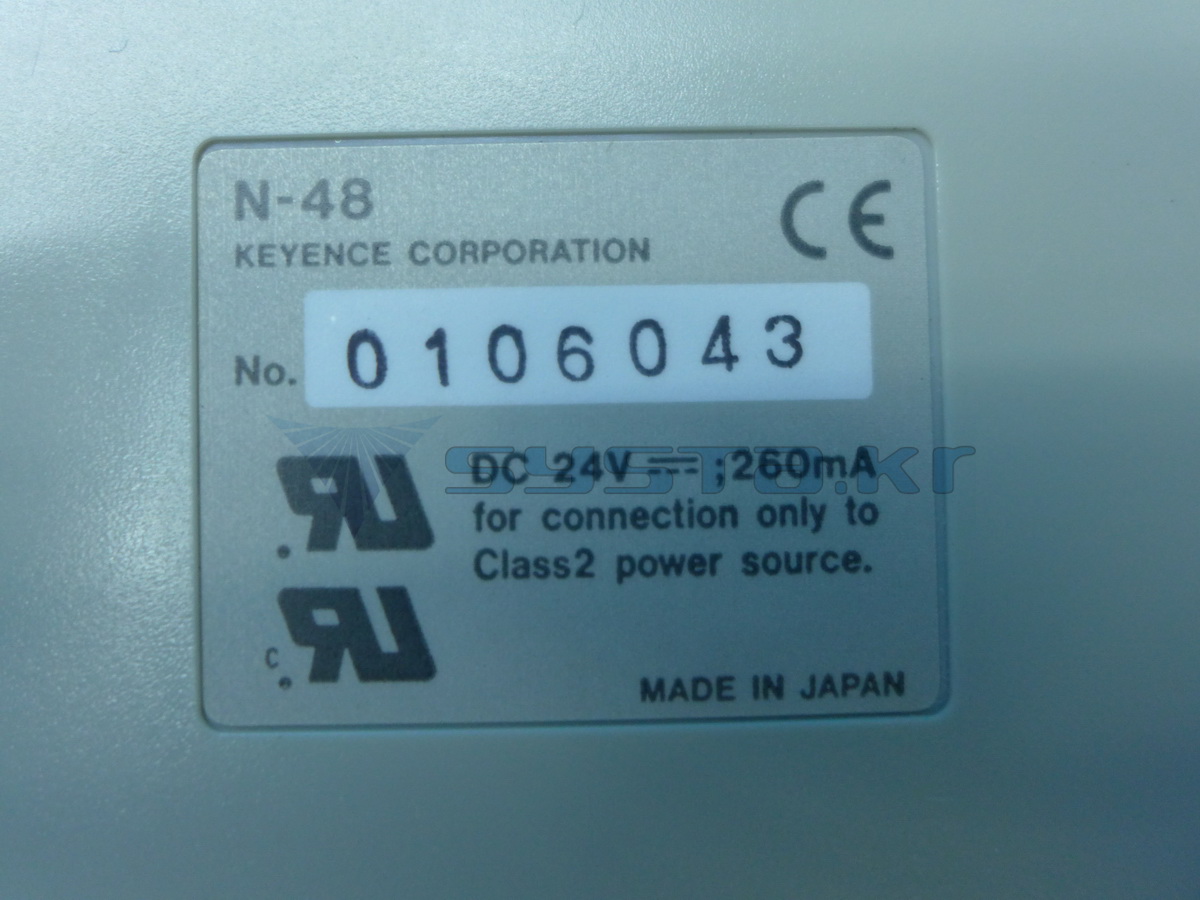 N-48
KEYENCE CORPORATION
CE
No. 0106043
systo.kr
DC 24V ⎓ ;260mA
for connection only to
Class2 power source.
C
MADE IN JAPAN